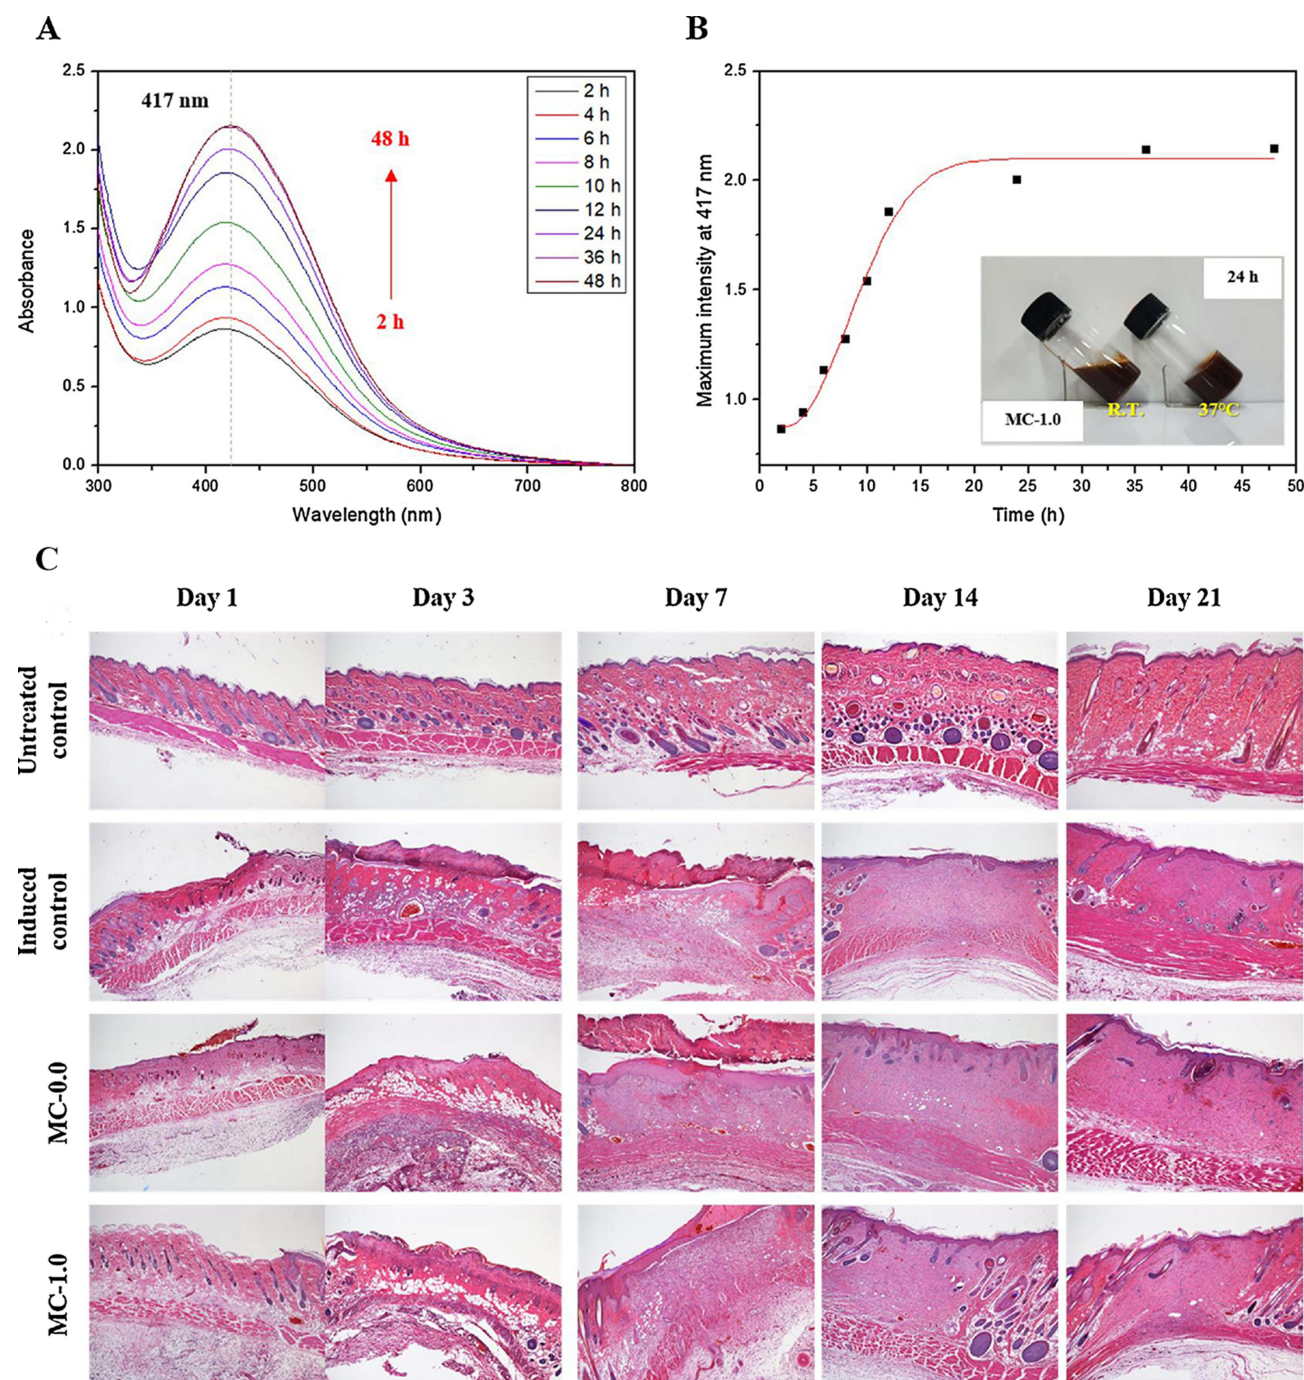 A
2.5
2.0
1.5
1.0
0.5
0.0
Absorbance
417 nm
48 h
2 h
2 h
4 h
6 h
8 h
10 h
12 h
24 h
36 h
48 h
300
400
500
600
700
800
Wavelength (nm)
B
2.5
2.0
1.5
1.0
Maximum intensity at 417 nm
24 h
MC-1.0
R.T.
37°C
0
5
10
15
20
25
30
35
40
45
50
Time (h)
C
Day 1
Day 3
Day 7
Day 14
Day 21
Untreated
control
Induced
control
MC-0.0
MC-1.0